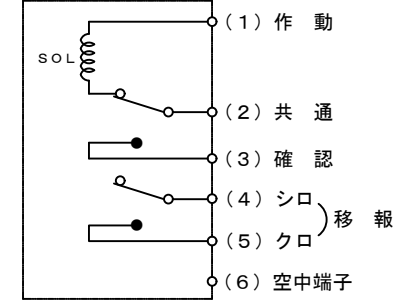 (1) 作 動
SOL
(2) 共 通
(3) 確 認
(4) シロ
移 報
(5) クロ
(6) 空中端子